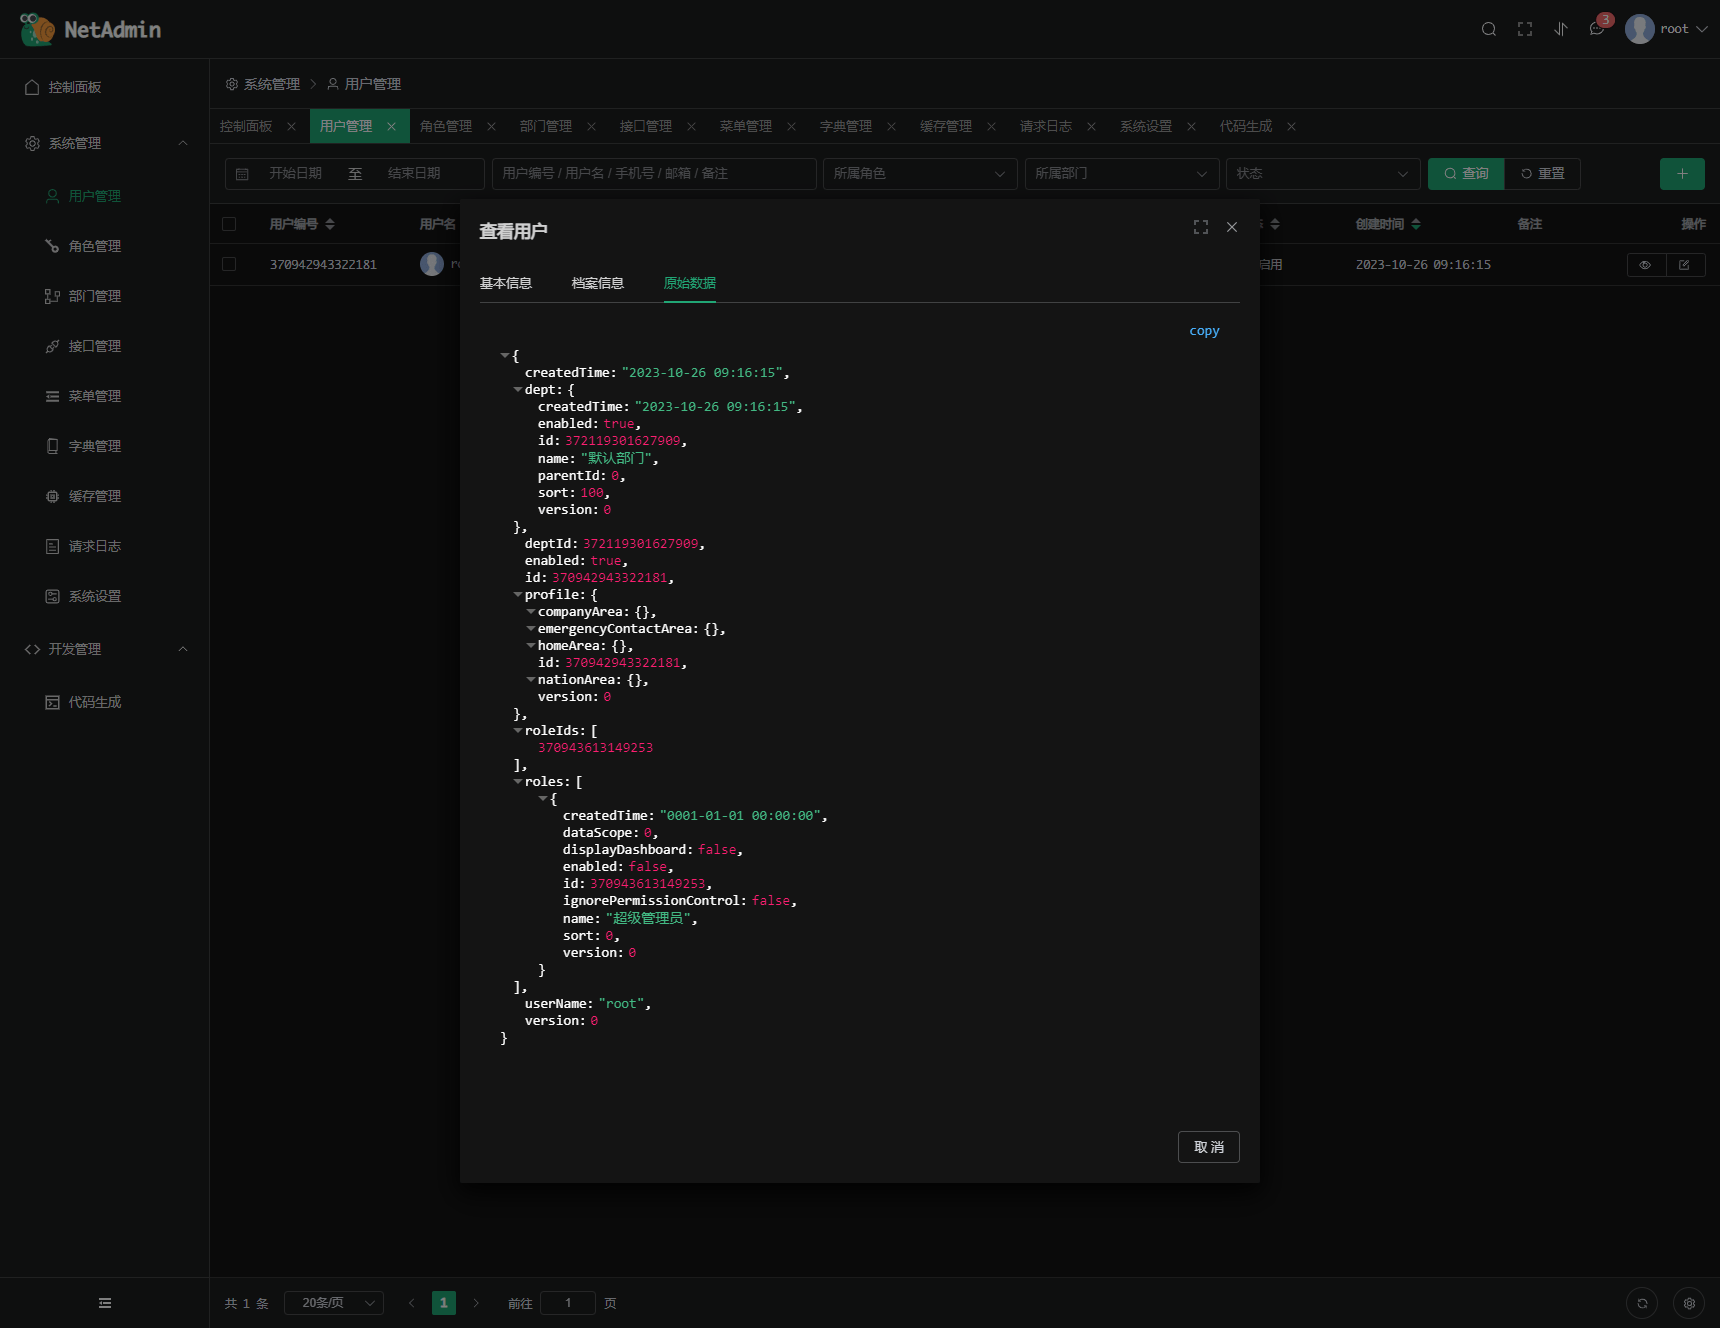 NetAdmin
3
root
控制面板
系统管理
用户管理
角色管理
部门管理
接口管理
菜单管理
字典管理
缓存管理
请求日志
系统设置
开发管理
代码生成
系统管理 用户管理
控制面板 用户管理 角色管理 部门管理 接口管理 菜单管理 字典管理 缓存管理 请求日志 系统设置 代码生成
开始日期 至 结束日期 用户编号 / 用户名 / 手机号 / 邮箱 / 备注 所属角色 所属部门 状态 查询 重置
用户编号 用户名 创建时间 备注 操作
370942943322181 启用 2023-10-26 09:16:15
查看用户
基本信息 档案信息 原始数据
copy
{
createdTime: "2023-10-26 09:16:15",
dept: {
createdTime: "2023-10-26 09:16:15",
enabled: true,
id: 372119301627909,
name: "默认部门",
parentId: 0,
sort: 100,
version: 0
},
deptId: 372119301627909,
enabled: true,
id: 370942943322181,
profile: {
companyArea: {},
emergencyContactArea: {},
homeArea: {},
id: 370942943322181,
nationArea: {},
version: 0
},
roleIds: [
370943613149253
],
roles: [
{
createdTime: "0001-01-01 00:00:00",
dataScope: 0,
displayDashboard: false,
enabled: false,
id: 370943613149253,
ignorePermissionControl: false,
name: "超级管理员",
sort: 0,
version: 0
}
],
userName: "root",
version: 0
}
取 消
共 1 条 20条/页 1 前往 1 页